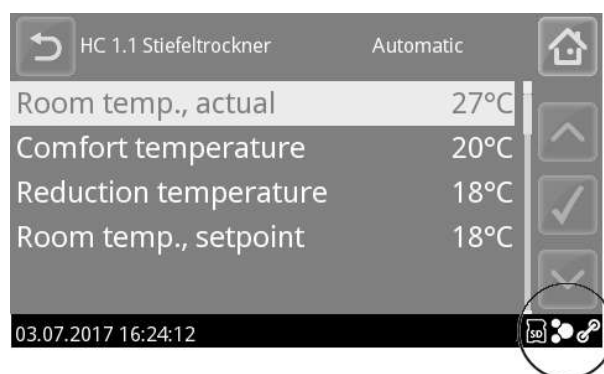 HC 1.1 Stiefeltrockner Automatic
Room temp., actual 27°C
Comfort temperature 20°C
Reduction temperature 18°C
Room temp., setpoint 18°C
03.07.2017 16:24:12 SD